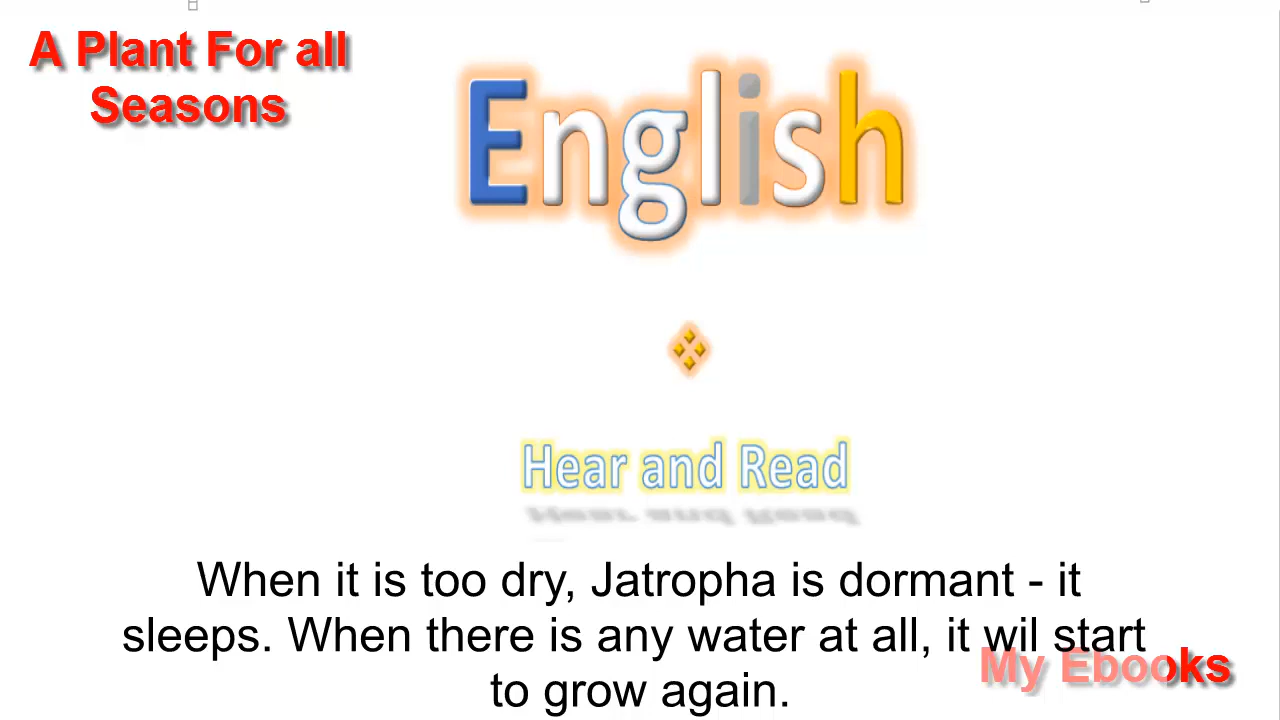 A Plant For all
Seasons
English
Hear and Read
When it is too dry, Jatropha is dormant - it
sleeps. When there is any water at all, it wil start
to grow again.
My Ebooks